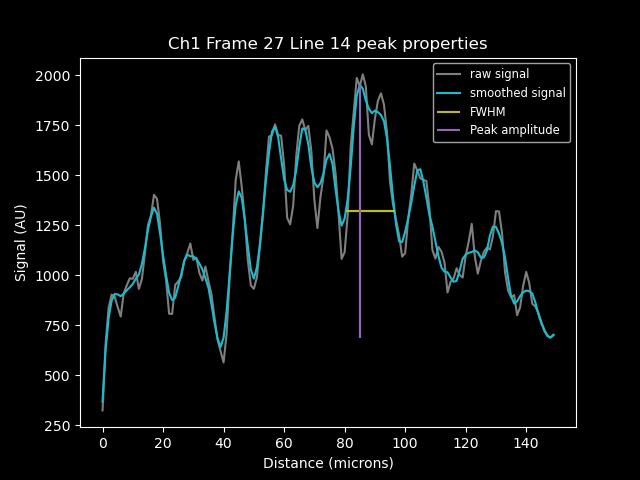 Ch1 Frame 27 Line 14 peak properties
raw signal
smoothed signal
FWHM
Peak amplitude
Signal (AU)
2000
1750
1500
1250
1000
750
500
250
0 20 40 60 80 100 120 140
Distance (microns)